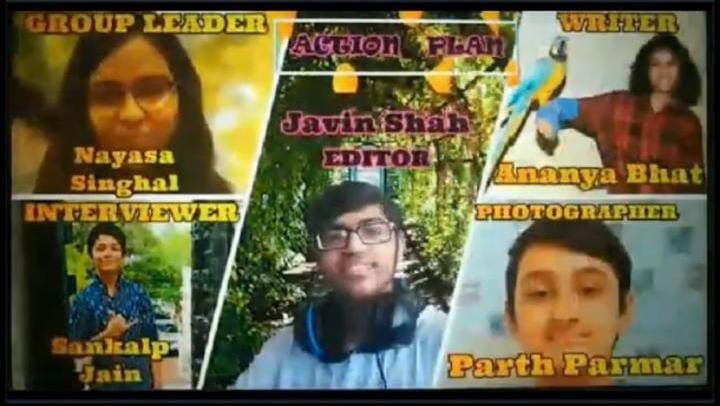 GROUP LEADER
Nayasa
Singhal
ACTION PLAN
Javin Shah
EDITOR
WRITER
Ananya Bhat
INTERVIEWER
Sankalp
Jain
PHOTOGRAPHER
Parth Parmar